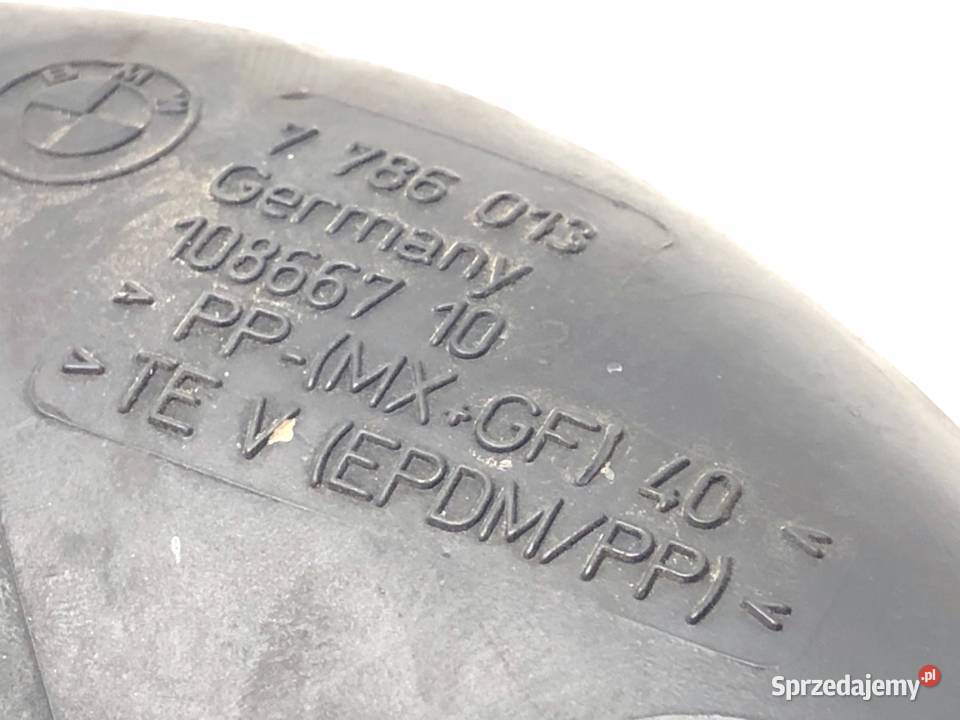 BMW
7 786 013
Germany
108667 10
> PP-(MX+GF) 40 <
> TE V (EPDM/PP) <
Sprzedajemy.pl